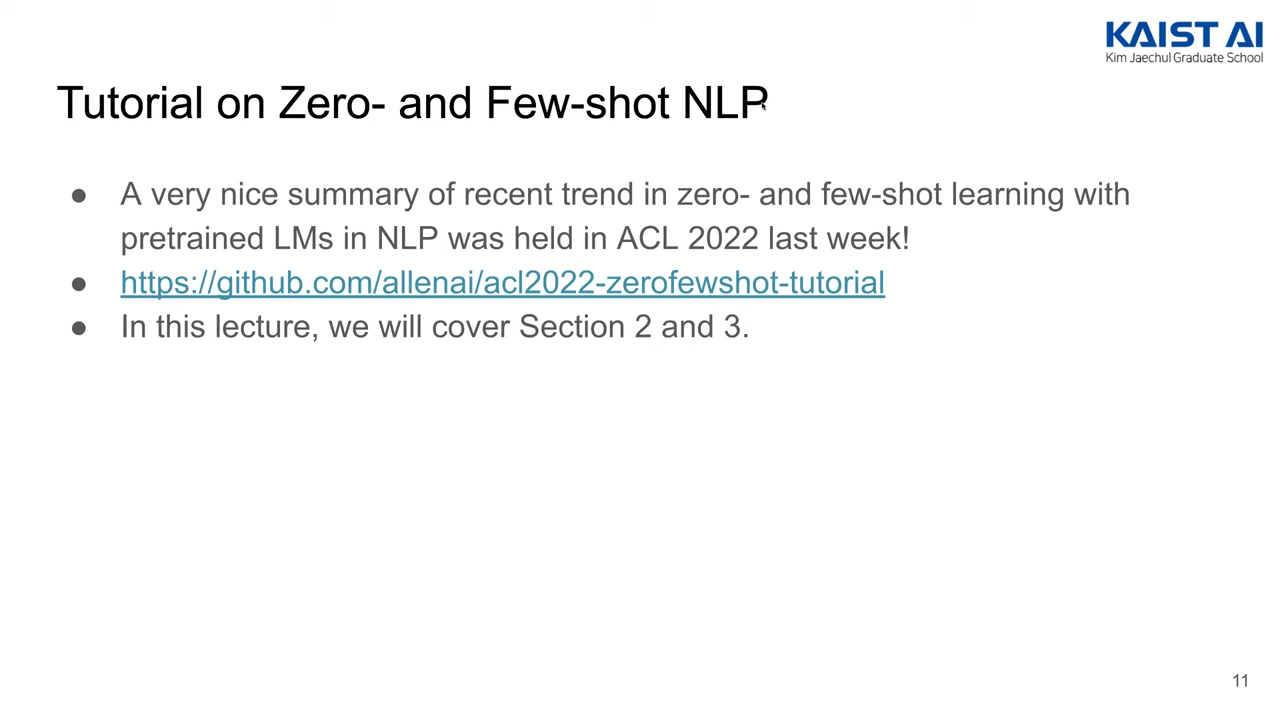 KAIST AI
Kim Jaechul Graduate School
Tutorial on Zero- and Few-shot NLP
● A very nice summary of recent trend in zero- and few-shot learning with
pretrained LMs in NLP was held in ACL 2022 last week!
● https://github.com/allenai/acl2022-zerofewshot-tutorial
● In this lecture, we will cover Section 2 and 3.
11